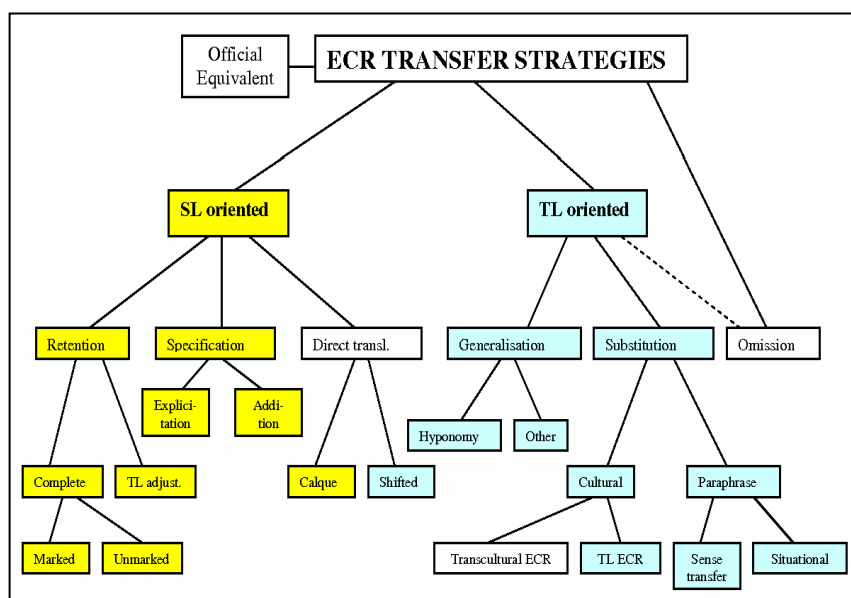 Official
Equivalent
ECR TRANSFER STRATEGIES
SL oriented
TL oriented
Retention
Specification
Direct transl.
Generalisation
Substitution
Omission
Explici-
tation
Addi-
tion
Hyponomy
Other
Complete
TL adjust.
Calque
Shifted
Cultural
Paraphrase
Marked
Unmarked
Transcultural ECR
TL ECR
Sense
transfer
Situational